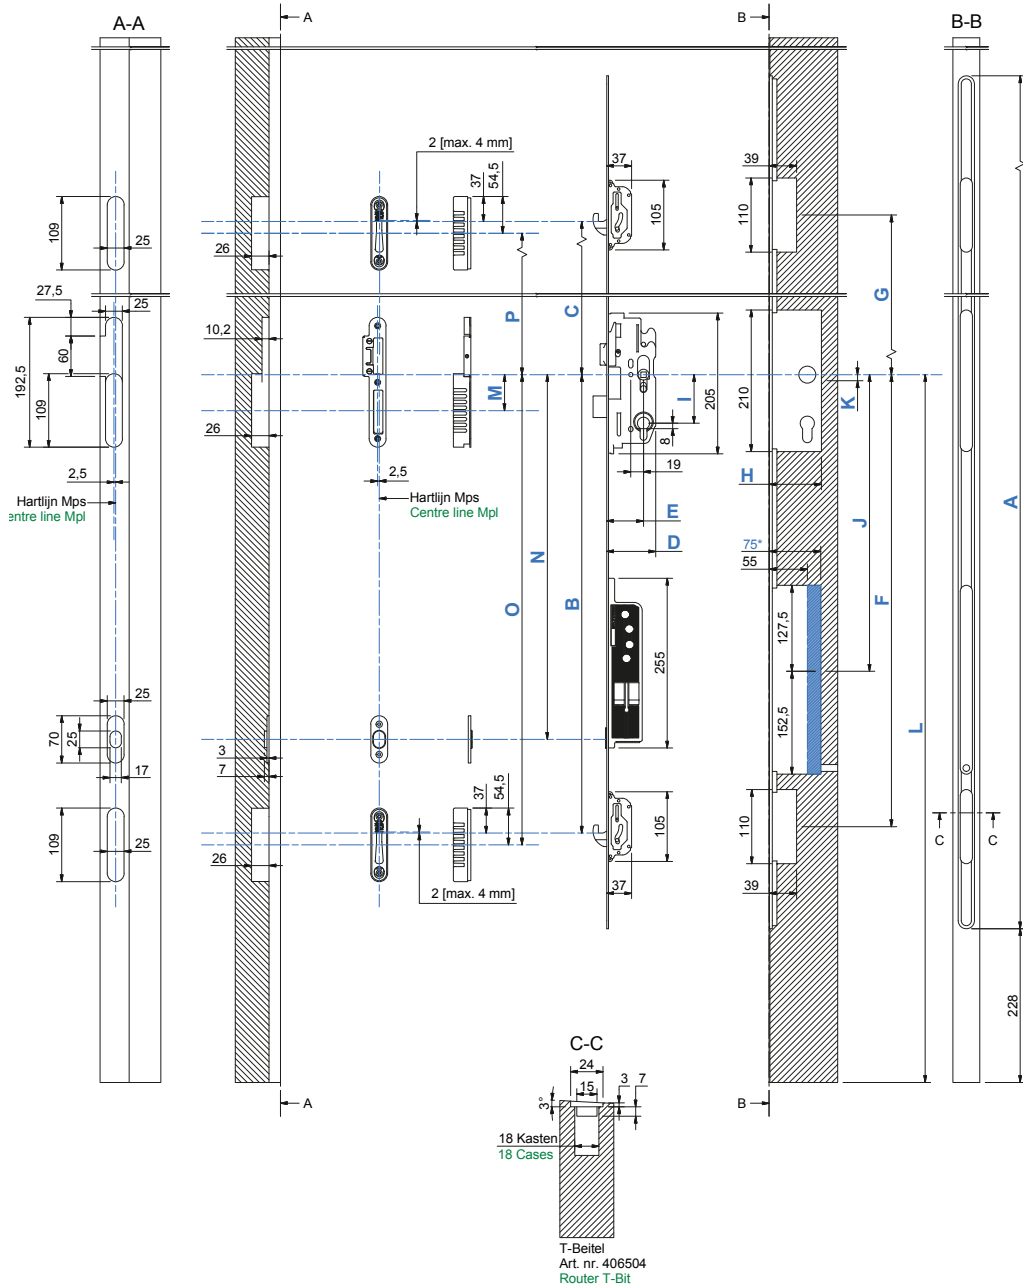 A-A
A
B
B-B
2 [max. 4 mm]
37
54,5
37
105
39
110
109
25
26
P
C
G
27,5
25
10,2
192,5
60
109
26
M
I
205
8
19
210
K
H
2,5
Hartlijn Mps
entre line Mpl
2,5
Hartlijn Mps
Centre line Mpl
E
D
75*
55
J
F
A
N
O
B
127,5
152,5
255
L
25
70
25
17
3
7
37
54,5
109
25
26
2 [max. 4 mm]
105
37
110
39
C
C
228
A
B
C-C
24
15
3
7
3°
18 Kasten
18 Cases
T-Beitel
Art. nr. 406504
Router T-Bit